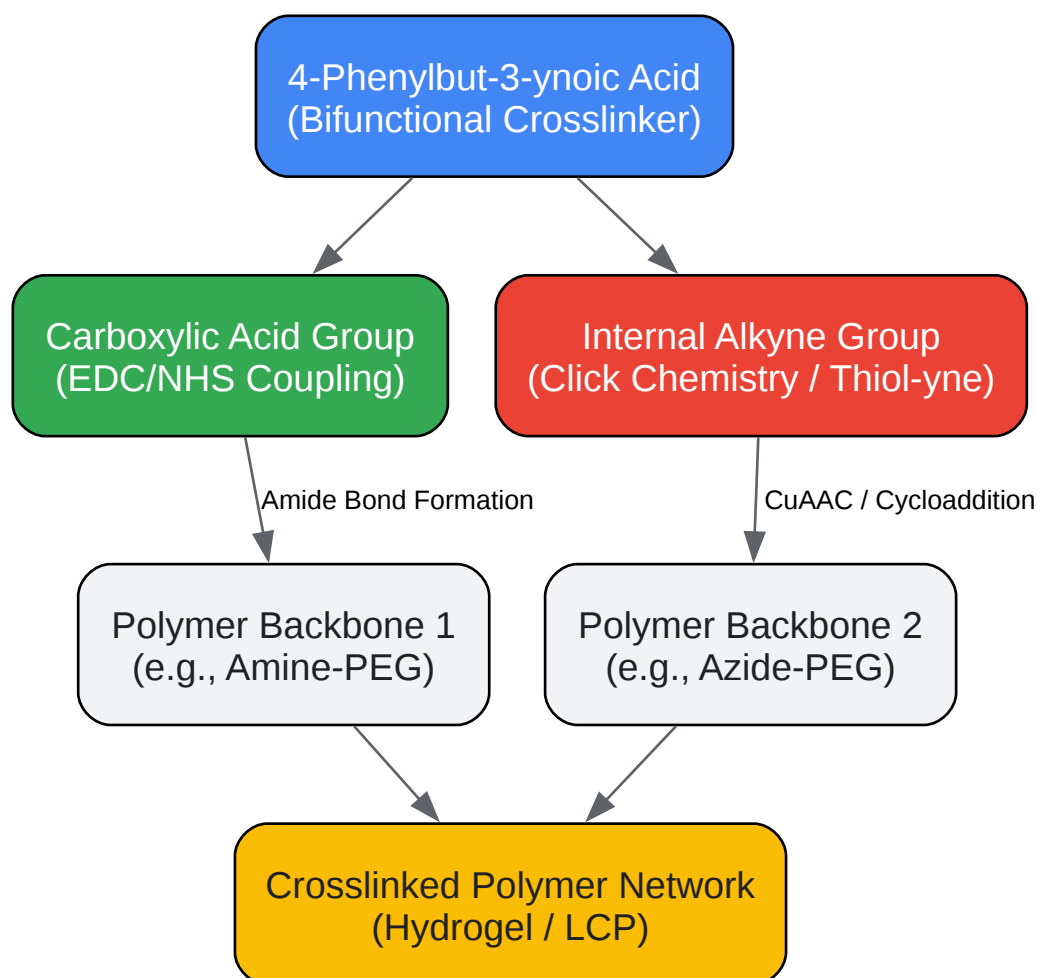 4-Phenylbut-3-ynoic Acid
(Bifunctional Crosslinker)
Carboxylic Acid Group
(EDC/NHS Coupling)
Internal Alkyne Group
(Click Chemistry / Thiol-yne)
Amide Bond Formation
CuAAC / Cycloaddition
Polymer Backbone 1
(e.g., Amine-PEG)
Polymer Backbone 2
(e.g., Azide-PEG)
Crosslinked Polymer Network
(Hydrogel / LCP)